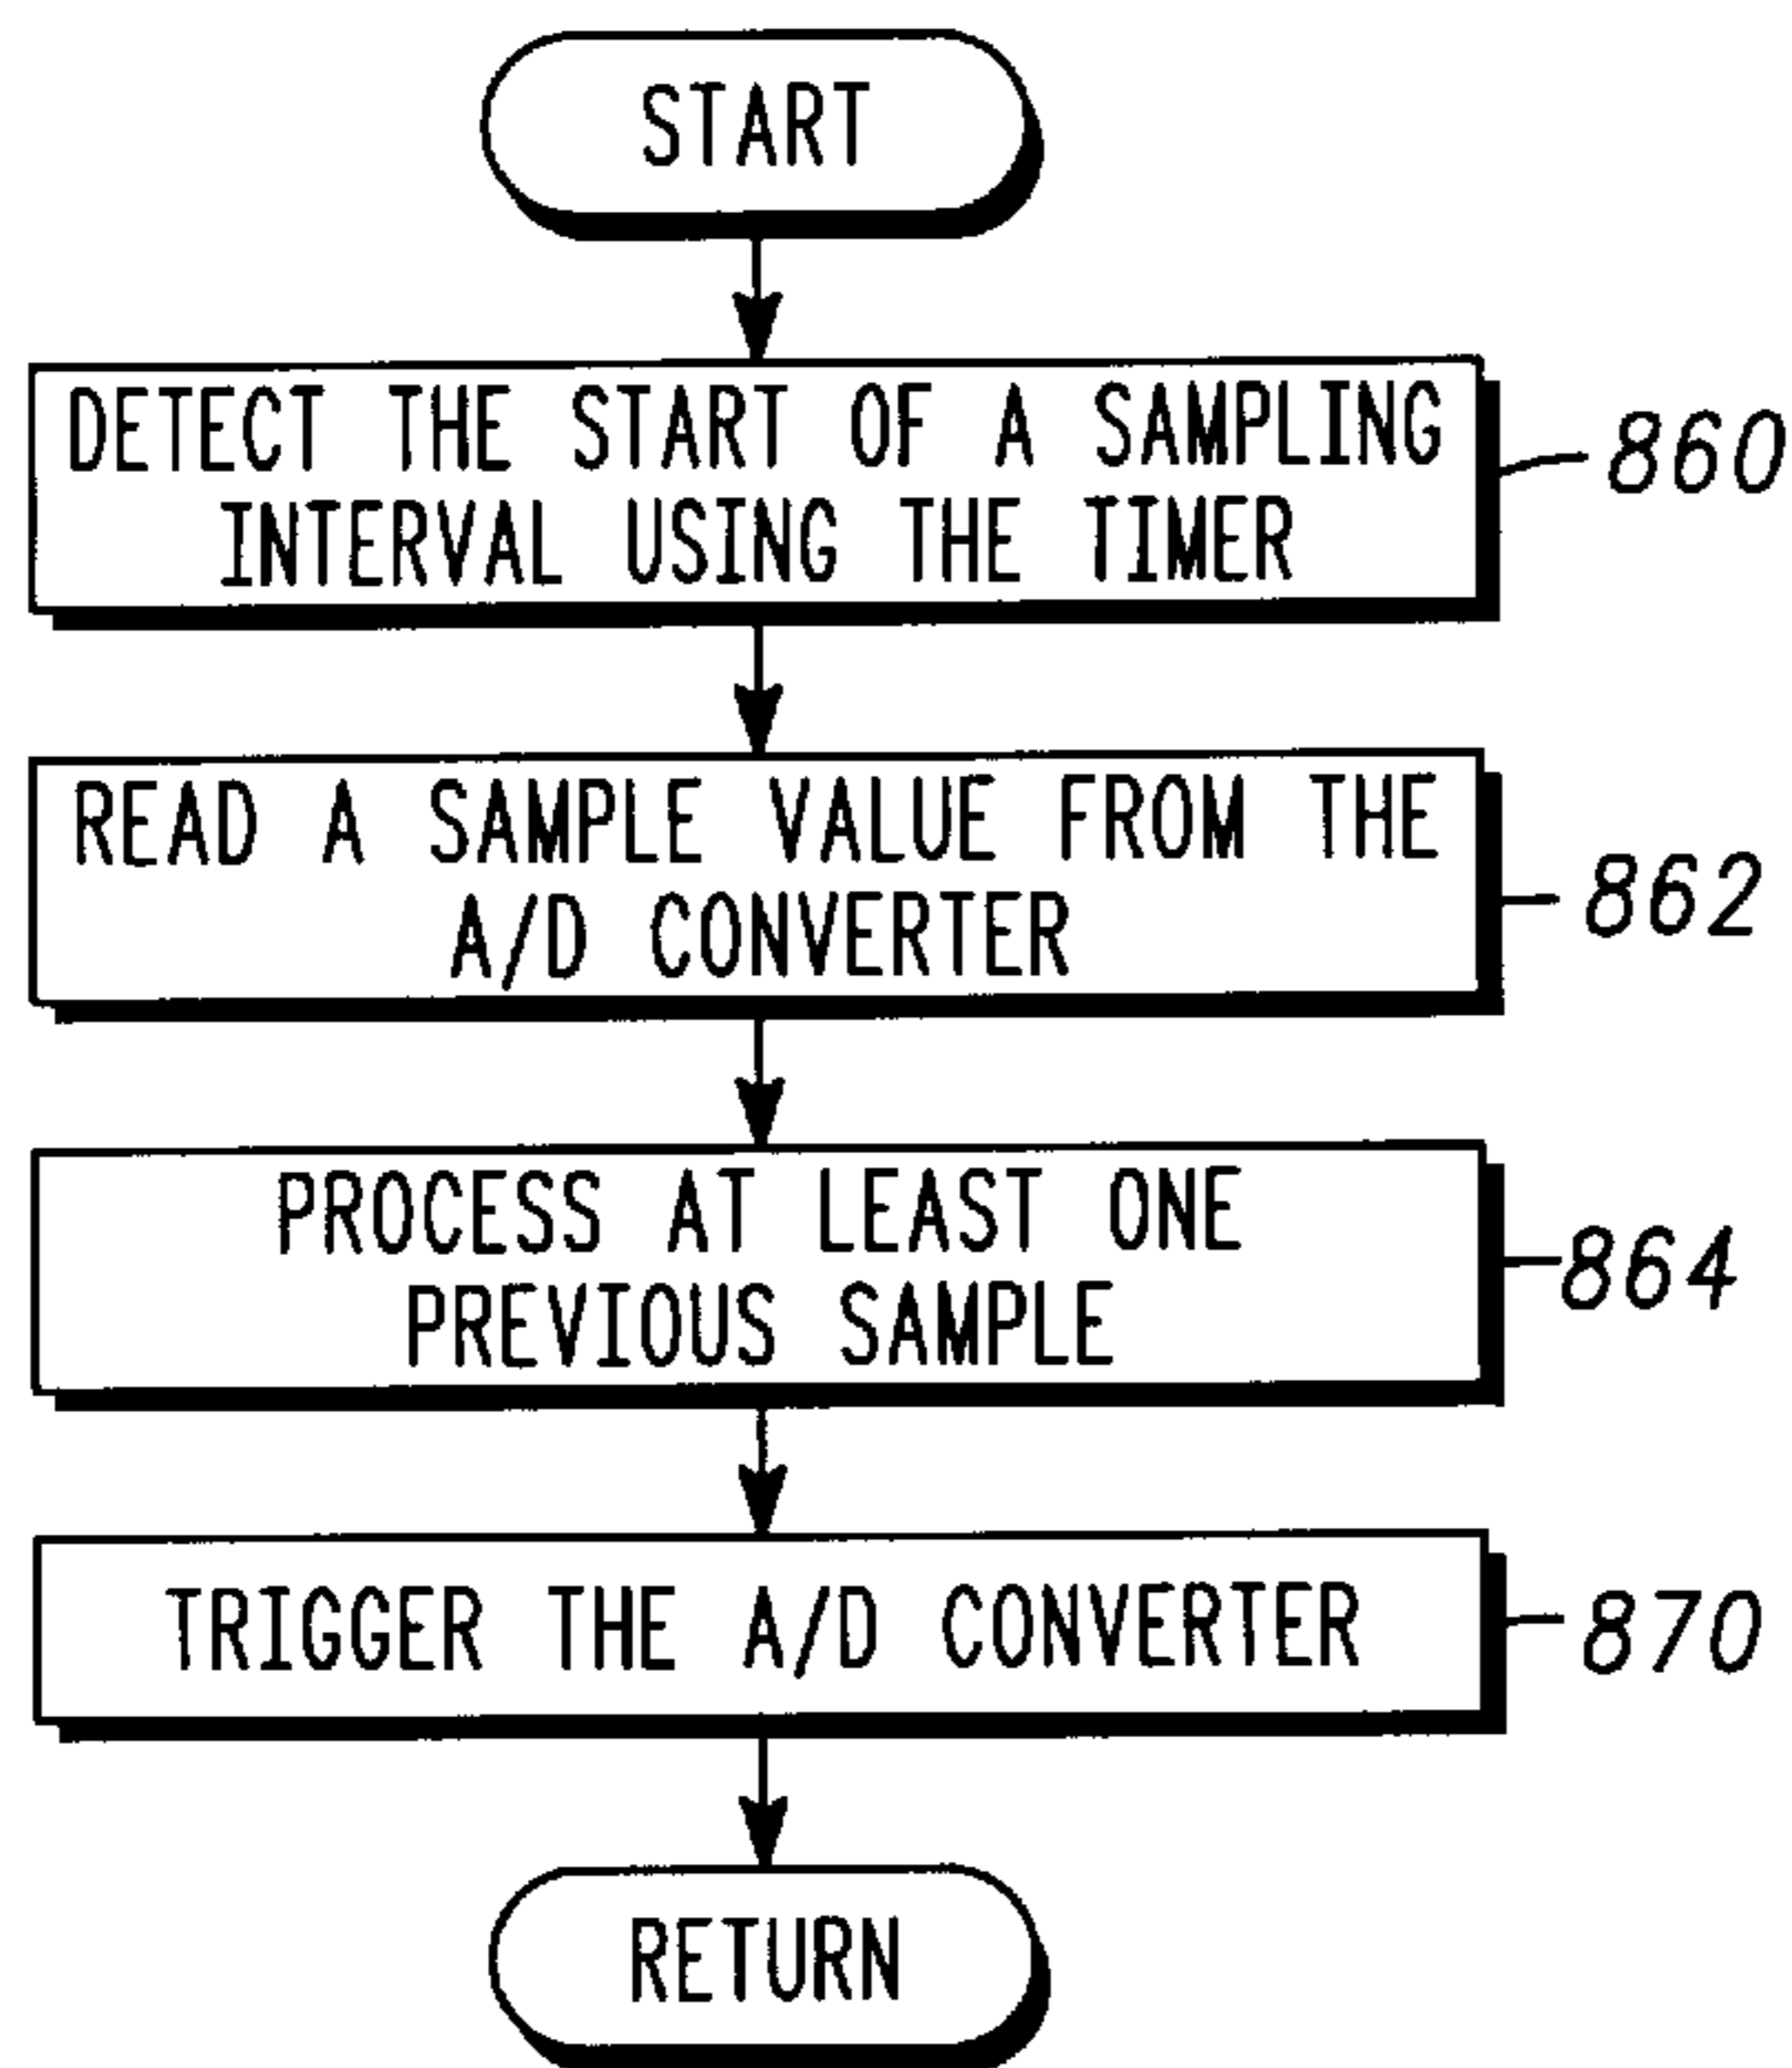 START
DETECT THE START OF A SAMPLING
INTERVAL USING THE TIMER
860
READ A SAMPLE VALUE FROM THE
A/D CONVERTER
862
PROCESS AT LEAST ONE
PREVIOUS SAMPLE
864
TRIGGER THE A/D CONVERTER
870
RETURN